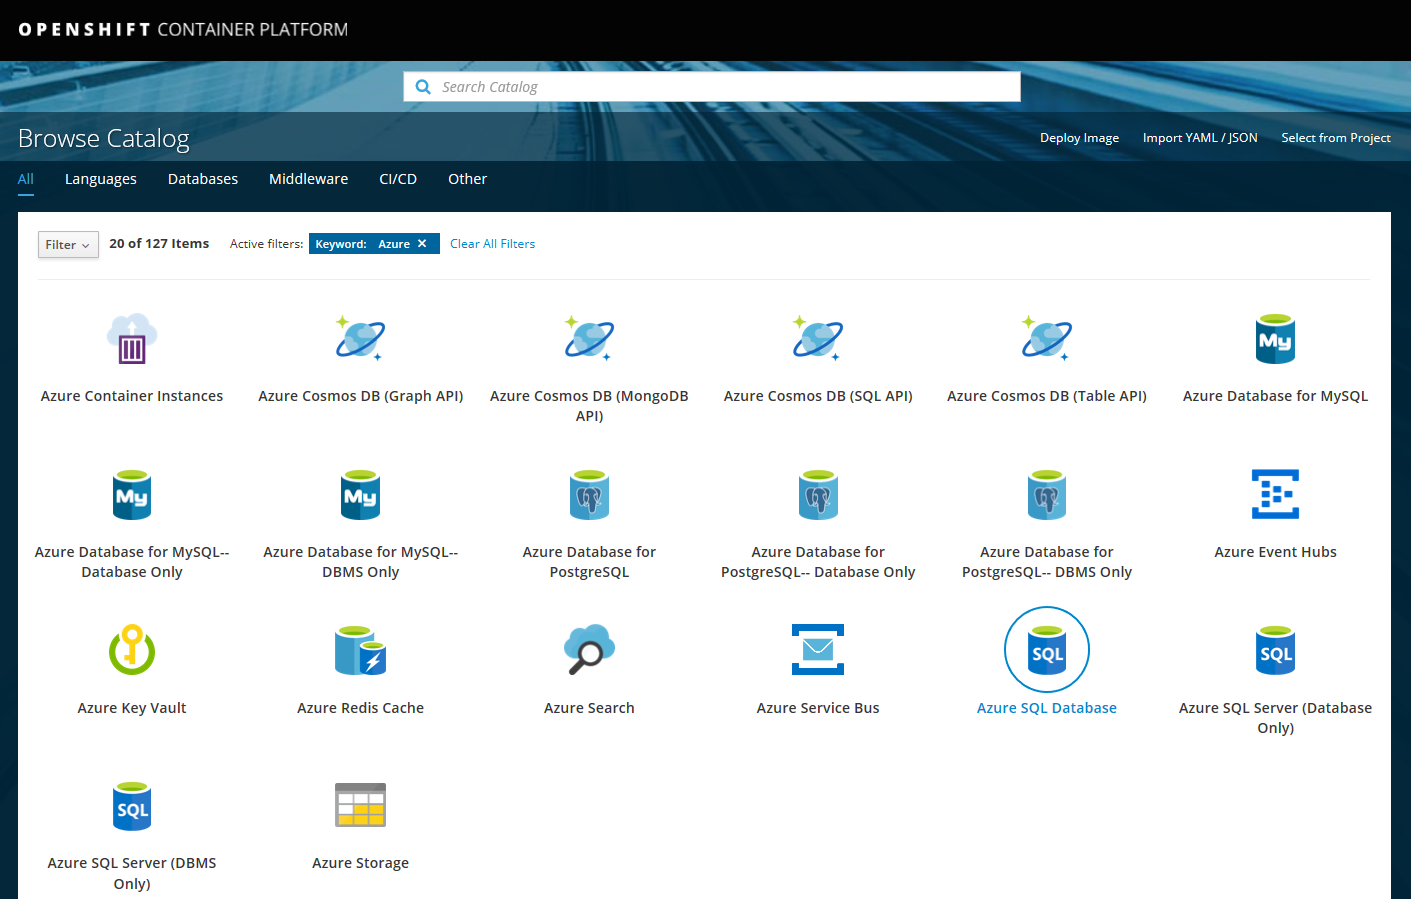 OPENSHIFT CONTAINER PLATFORM
Search Catalog
Browse Catalog
Deploy Image
Import YAML / JSON
Select from Project
All
Languages
Databases
Middleware
CI/CD
Other
Filter
20 of 127 Items
Active filters:
Keyword: Azure ✕
Clear All Filters
Azure Container Instances
Azure Cosmos DB (Graph API)
Azure Cosmos DB (MongoDB
API)
Azure Cosmos DB (SQL API)
Azure Cosmos DB (Table API)
My
Azure Database for MySQL
My
Azure Database for MySQL--
Database Only
My
Azure Database for MySQL--
DBMS Only
Azure Database for
PostgreSQL
Azure Database for
PostgreSQL-- Database Only
Azure Database for
PostgreSQL-- DBMS Only
Azure Event Hubs
Azure Key Vault
Azure Redis Cache
Azure Search
Azure Service Bus
SQL
Azure SQL Database
SQL
Azure SQL Server (Database
Only)
SQL
Azure SQL Server (DBMS
Only)
Azure Storage